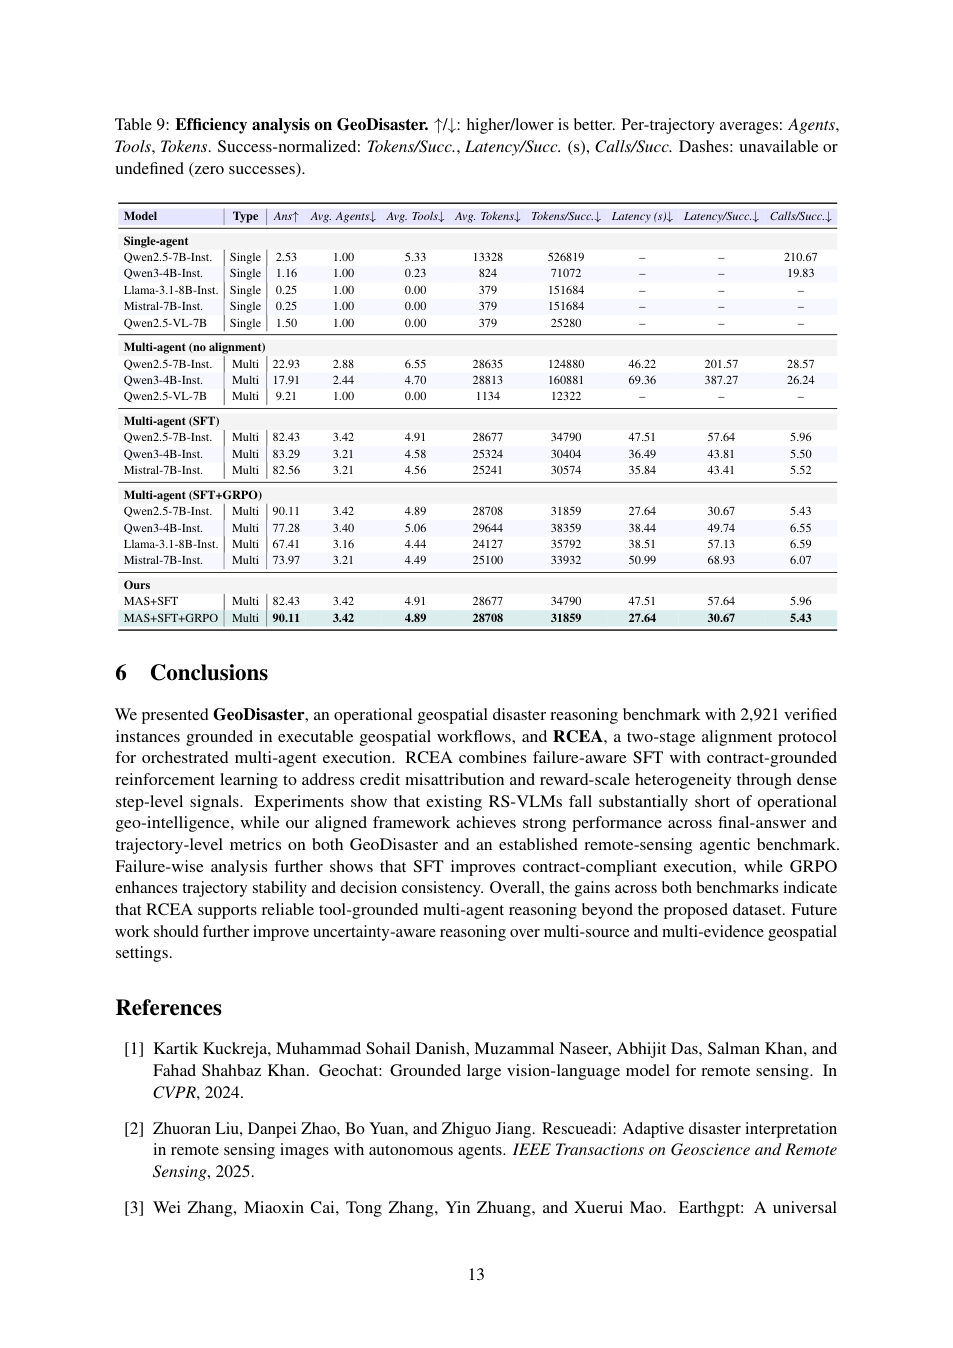 Table 9: Efficiency analysis on GeoDisaster. ↑/↓: higher/lower is better. Per-trajectory averages: Agents,
Tools, Tokens. Success-normalized: Tokens/Succ., Latency/Succ. (s), Calls/Succ. Dashes: unavailable or
undefined (zero successes).
Model Type Ans↑ Avg. Agents↓ Avg. Tools↓ Avg. Tokens↓ Tokens/Succ.↓ Latency (s)↓ Latency/Succ.↓ Calls/Succ.↓
Single-agent
Qwen2.5-7B-Inst. Single 2.53 1.00 5.33 13328 526819 – – 210.67
Qwen3-4B-Inst. Single 1.16 1.00 0.23 824 71072 – – 19.83
Llama-3.1-8B-Inst. Single 0.25 1.00 0.00 379 151684 – – –
Mistral-7B-Inst. Single 0.25 1.00 0.00 379 151684 – – –
Qwen2.5-VL-7B Single 1.50 1.00 0.00 379 25280 – – –
Multi-agent (no alignment)
Qwen2.5-7B-Inst. Multi 22.93 2.88 6.55 28635 124880 46.22 201.57 28.57
Qwen3-4B-Inst. Multi 17.91 2.44 4.70 28813 160881 69.36 387.27 26.24
Qwen2.5-VL-7B Multi 9.21 1.00 0.00 1134 12322 – – –
Multi-agent (SFT)
Qwen2.5-7B-Inst. Multi 82.43 3.42 4.91 28677 34790 47.51 57.64 5.96
Qwen3-4B-Inst. Multi 83.29 3.21 4.58 25324 30404 36.49 43.81 5.50
Mistral-7B-Inst. Multi 82.56 3.21 4.56 25241 30574 35.84 43.41 5.52
Multi-agent (SFT+GRPO)
Qwen2.5-7B-Inst. Multi 90.11 3.42 4.89 28708 31859 27.64 30.67 5.43
Qwen3-4B-Inst. Multi 77.28 3.40 5.06 29644 38359 38.44 49.74 6.55
Llama-3.1-8B-Inst. Multi 67.41 3.16 4.44 24127 35792 38.51 57.13 6.59
Mistral-7B-Inst. Multi 73.97 3.21 4.49 25100 33932 50.99 68.93 6.07
Ours
MAS+SFT Multi 82.43 3.42 4.91 28677 34790 47.51 57.64 5.96
MAS+SFT+GRPO Multi 90.11 3.42 4.89 28708 31859 27.64 30.67 5.43
6 Conclusions
We presented GeoDisaster, an operational geospatial disaster reasoning benchmark with 2,921 verified
instances grounded in executable geospatial workflows, and RCEA, a two-stage alignment protocol
for orchestrated multi-agent execution. RCEA combines failure-aware SFT with contract-grounded
reinforcement learning to address credit misattribution and reward-scale heterogeneity through dense
step-level signals. Experiments show that existing RS-VLMs fall substantially short of operational
geo-intelligence, while our aligned framework achieves strong performance across final-answer and
trajectory-level metrics on both GeoDisaster and an established remote-sensing agentic benchmark.
Failure-wise analysis further shows that SFT improves contract-compliant execution, while GRPO
enhances trajectory stability and decision consistency. Overall, the gains across both benchmarks indicate
that RCEA supports reliable tool-grounded multi-agent reasoning beyond the proposed dataset. Future
work should further improve uncertainty-aware reasoning over multi-source and multi-evidence geospatial
settings.
References
[1] Kartik Kuckreja, Muhammad Sohail Danish, Muzammal Naseer, Abhijit Das, Salman Khan, and
Fahad Shahbaz Khan. Geochat: Grounded large vision-language model for remote sensing. In
CVPR, 2024.
[2] Zhuoran Liu, Danpei Zhao, Bo Yuan, and Zhiguo Jiang. Rescueadi: Adaptive disaster interpretation
in remote sensing images with autonomous agents. IEEE Transactions on Geoscience and Remote
Sensing, 2025.
[3] Wei Zhang, Miaoxin Cai, Tong Zhang, Yin Zhuang, and Xuerui Mao. Earthgpt: A universal
13